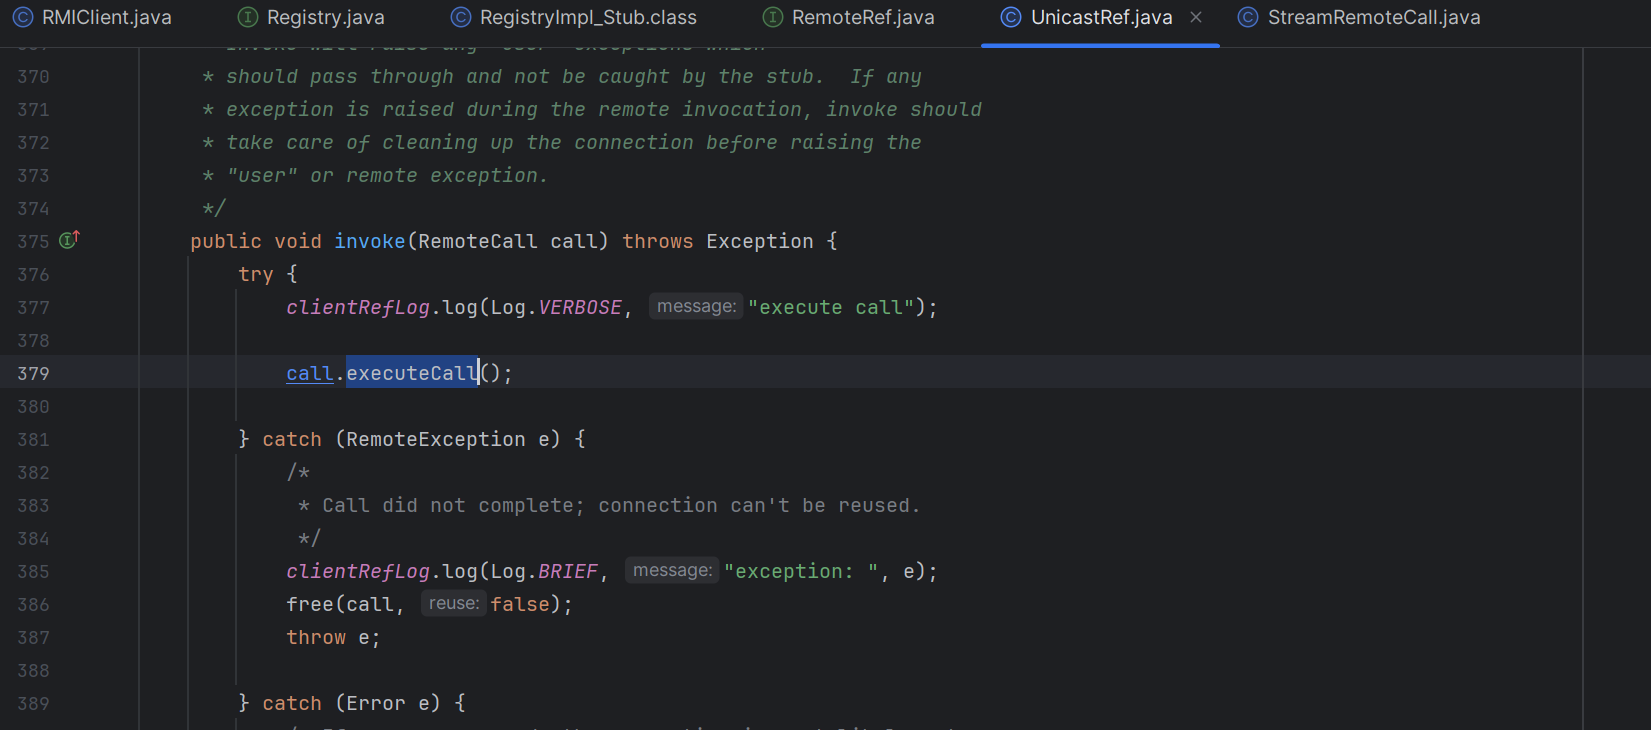 RMIClient.java Registry.java RegistryImpl_Stub.class RemoteRef.java UnicastRef.java StreamRemoteCall.java
370 * should pass through and not be caught by the stub.  If any
371 * exception is raised during the remote invocation, invoke should
372 * take care of cleaning up the connection before raising the
373 * "user" or remote exception.
374 */
375 public void invoke(RemoteCall call) throws Exception {
376 try {
377 clientRefLog.log(Log.VERBOSE, message: "execute call");
378
379 call.executeCall();
380
381 } catch (RemoteException e) {
382 /*
383 * Call did not complete; connection can't be reused.
384 */
385 clientRefLog.log(Log.BRIEF, message: "exception: ", e);
386 free(call, reuse: false);
387 throw e;
388
389 } catch (Error e) {